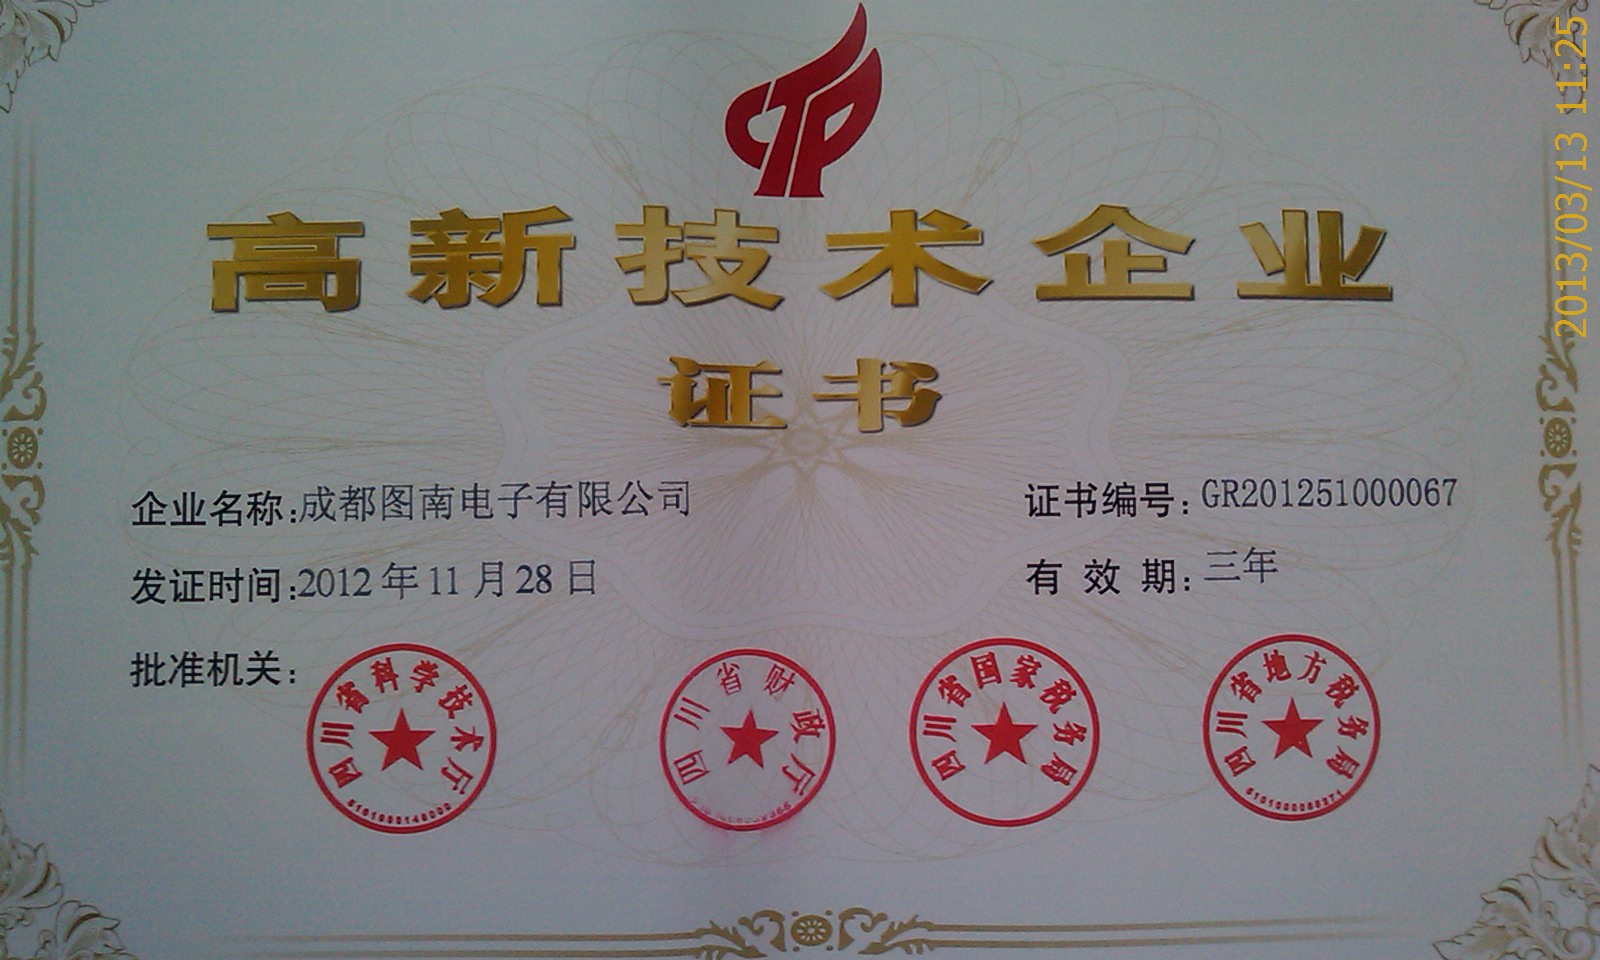 CTP
高新技术企业
证书
企业名称:成都图南电子有限公司
证书编号:GR201251000067
发证时间:2012年11月28日
有效期:三年
批准机关:
四川省科学技术厅
四川省财政厅
四川省国家税务局
四川省地方税务局
2013/03/13 11:25